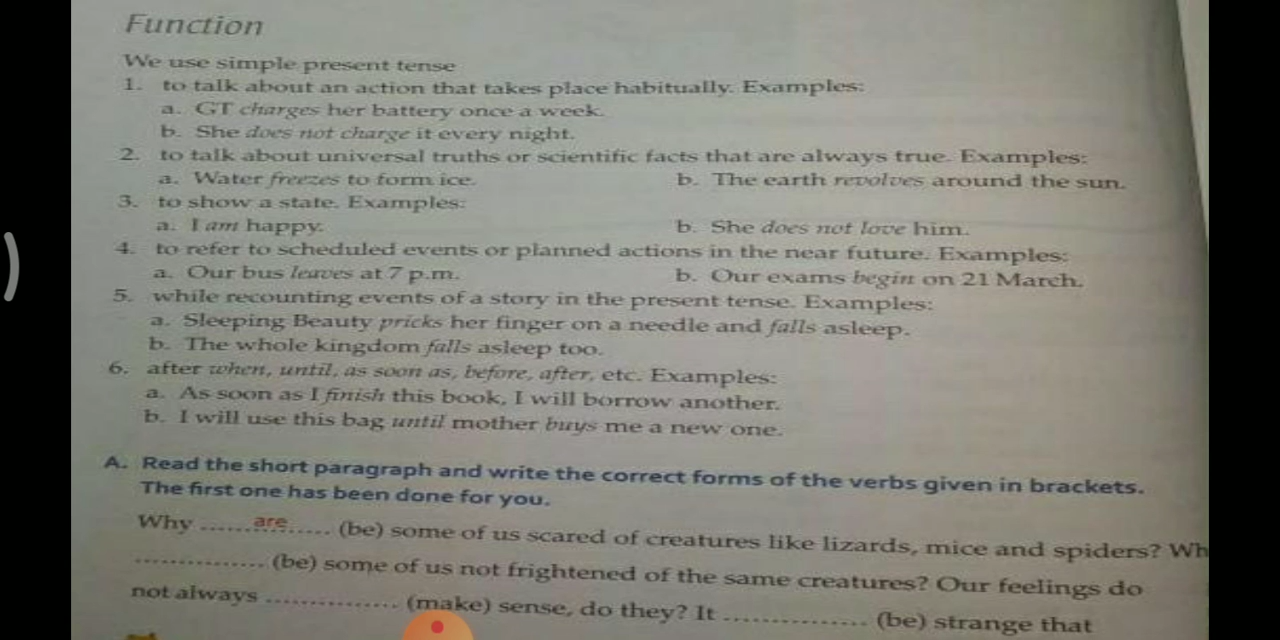 Function
We use simple present tense
1. to talk about an action that takes place habitually. Examples:
a. GT charges her battery once a week.
b. She does not charge it every night.
2. to talk about universal truths or scientific facts that are always true. Examples:
a. Water freezes to form ice. b. The earth revolves around the sun.
3. to show a state. Examples:
a. I am happy. b. She does not love him.
4. to refer to scheduled events or planned actions in the near future. Examples:
a. Our bus leaves at 7 p.m. b. Our exams begin on 21 March.
5. while recounting events of a story in the present tense. Examples:
a. Sleeping Beauty pricks her finger on a needle and falls asleep.
b. The whole kingdom falls asleep too.
6. after when, until, as soon as, before, after, etc. Examples:
a. As soon as I finish this book, I will borrow another.
b. I will use this bag until mother buys me a new one.
A. Read the short paragraph and write the correct forms of the verbs given in brackets.
The first one has been done for you.
Why ........are........ (be) some of us scared of creatures like lizards, mice and spiders? Wh
............... (be) some of us not frightened of the same creatures? Our feelings do
not always ............... (make) sense, do they? It ................ (be) strange that